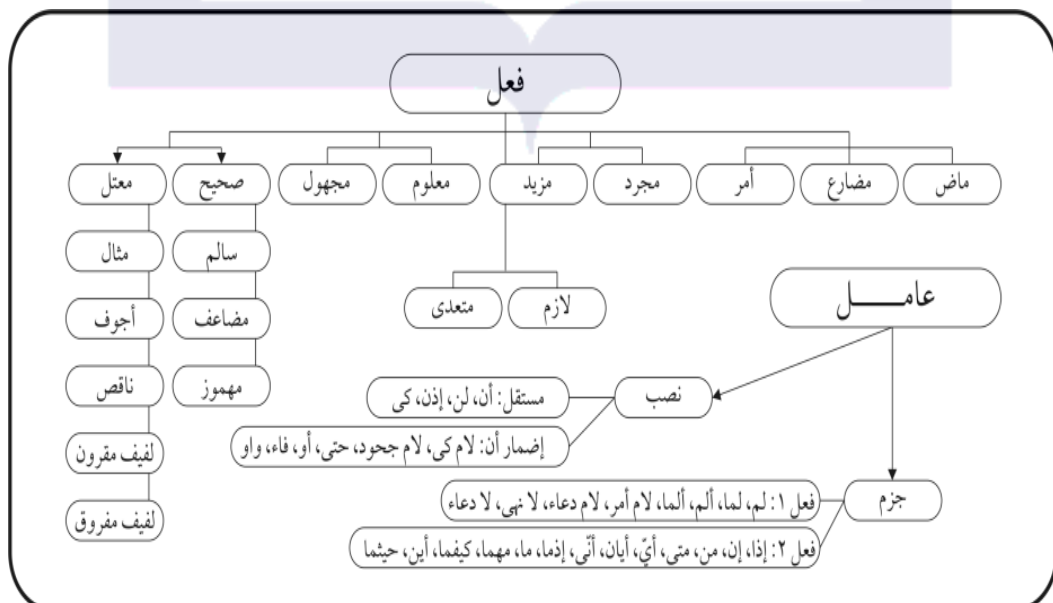 فعل
ماض
مضارع
أمر
مجرد
مزيد
معلوم
مجهول
صحيح
معتل
سالم
مضاعف
مهموز
مثال
أجوف
ناقص
لفيف مقرون
لفيف مفروق
لازم
متعدى
عامـــــل
نصب
مستقل: أن، لن، إذن، كى
إضمار أن: لام كى، لام جحود، حتى، أو، فاء، واو
جزم
فعل ١: لم، لما، ألم، ألما، لام أمر، لام دعاء، لا نهى، لا دعاء
فعل ٢: إذا، إن، من، متى، أيّ، أيان، أنّى، إذما، ما، مهما، كيفما، أين، حيثما